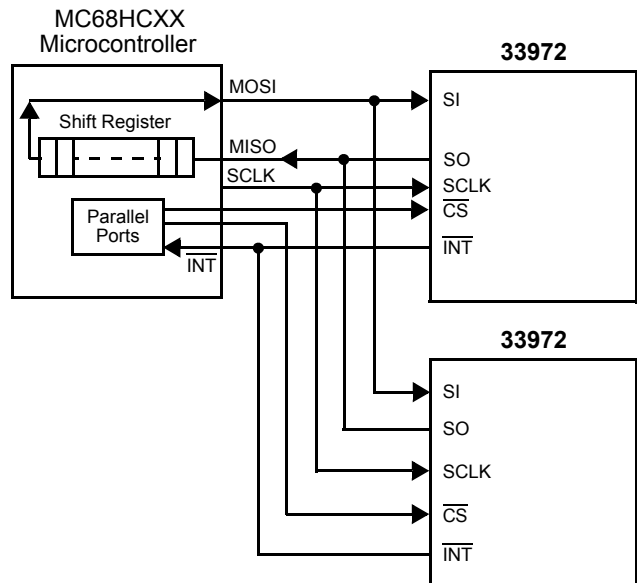 MC68HCXX
Microcontroller
33972
MOSI
SI
Shift Register
MISO
SO
SCLK
SCLK
CS
Parallel
Ports
INT
INT
33972
SI
SO
SCLK
CS
INT